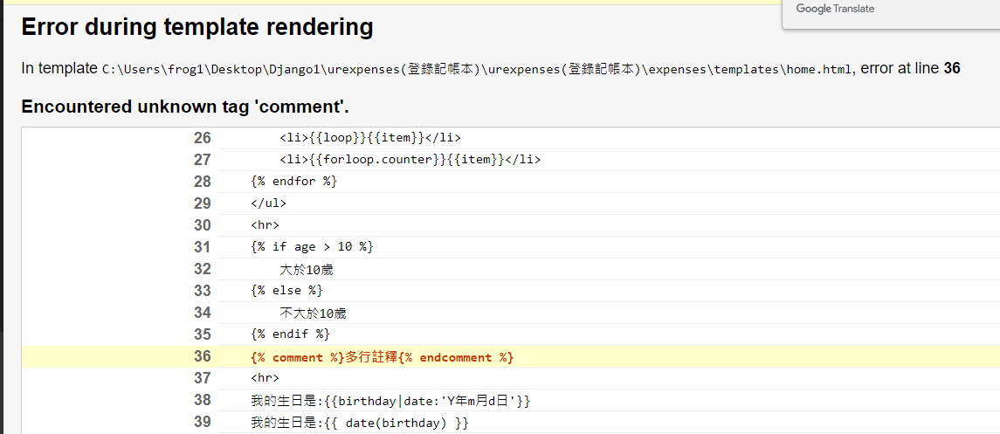 Google Translate
Error during template rendering
In template C:\Users\frog1\Desktop\Django1\urexpenses(登錄記帳本)\urexpenses(登錄記帳本)\expenses\templates\home.html, error at line 36
Encountered unknown tag 'comment'.
26 <li>{{loop}}{{item}}</li>
27 <li>{{forloop.counter}}{{item}}</li>
28 {% endfor %}
29 </ul>
30 <hr>
31 {% if age > 10 %}
32 大於10歲
33 {% else %}
34 不大於10歲
35 {% endif %}
36 {% comment %}多行註釋{% endcomment %}
37 <hr>
38 我的生日是:{{birthday|date:'Y年m月d日'}}
39 我的生日是:{{ date(birthday) }}